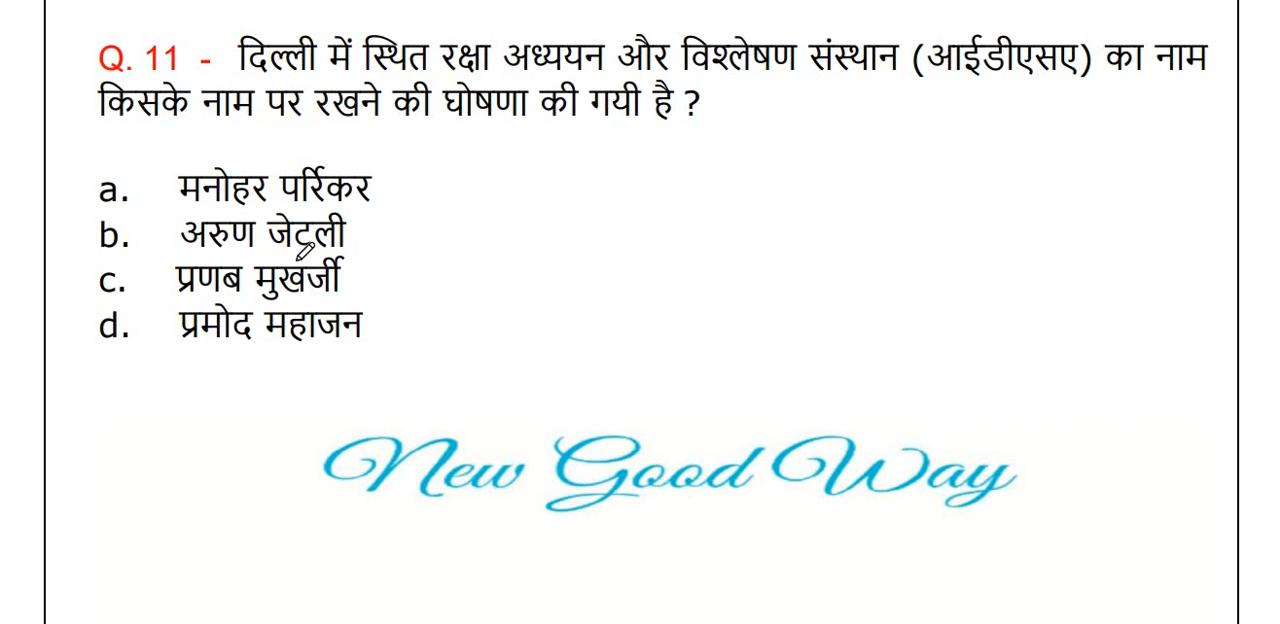 Q. 11 - दिल्ली में स्थित रक्षा अध्ययन और विश्लेषण संस्थान (आईडीएसए) का नाम
किसके नाम पर रखने की घोषणा की गयी है ?
a. मनोहर पर्रिकर
b. अरुण जेटली
c. प्रणब मुखर्जी
d. प्रमोद महाजन
New Good Way